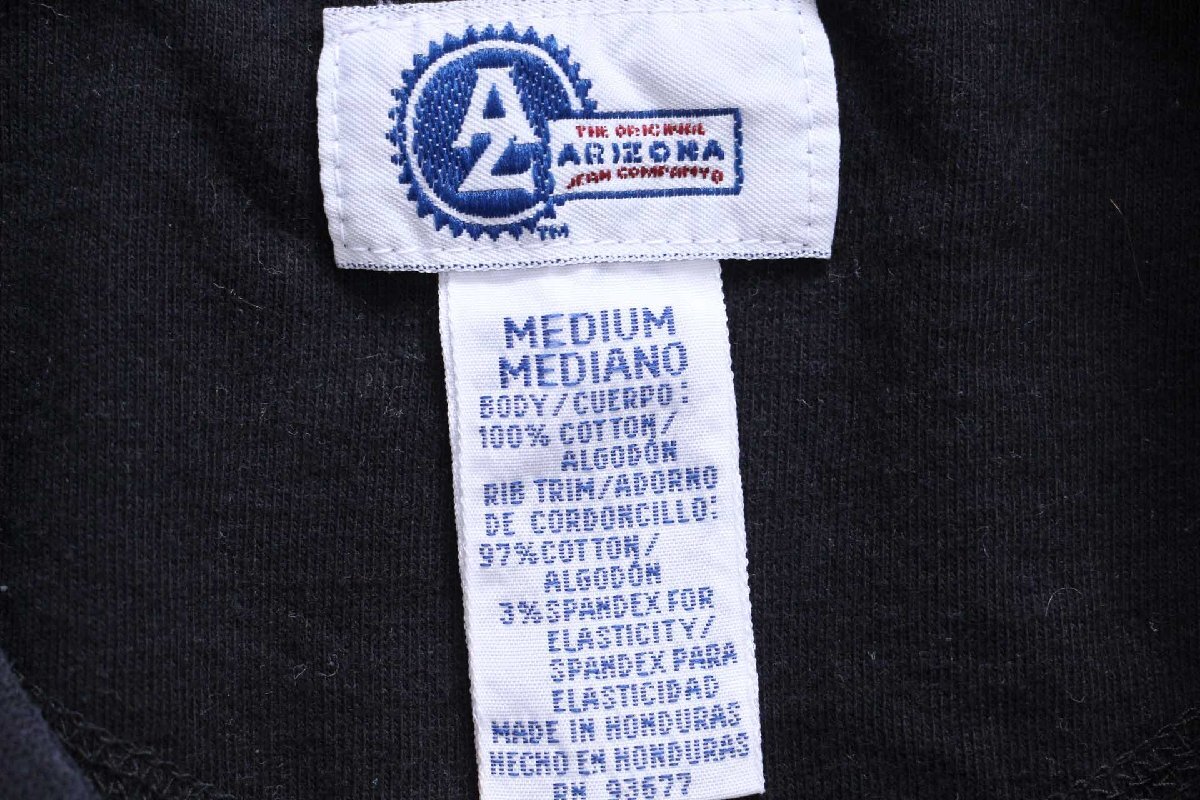 AZ
THE ORIGINAL
ARIZONA
JEAN COMPANY®
TM
MEDIUM
MEDIANO
BODY/CUERPO:
100% COTTON/
ALGODÓN
RIB TRIM/ADORNO
DE CORDONCILLO:
97%COTTON/
ALGODÓN
3%SPANDEX FOR
ELASTICITY/
SPANDEX PARA
ELASTICIDAD
MADE IN HONDURAS
HECHO EN HONDURAS
RN 93677